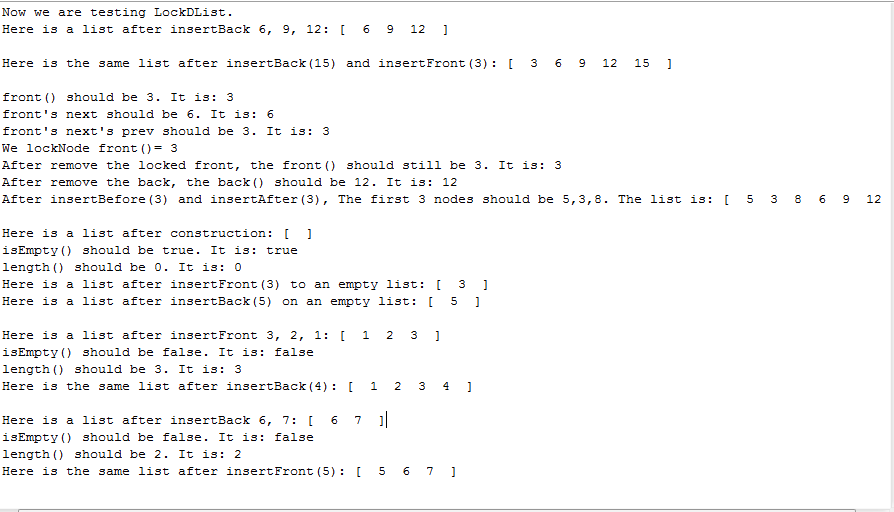 Now we are testing LockDList.
Here is a list after insertBack 6, 9, 12: [  6  9  12  ]
Here is the same list after insertBack(15) and insertFront(3): [  3  6  9  12  15  ]
front() should be 3. It is: 3
front's next should be 6. It is: 6
front's next's prev should be 3. It is: 3
We lockNode front()= 3
After remove the locked front, the front() should still be 3. It is: 3
After remove the back, the back() should be 12. It is: 12
After insertBefore(3) and insertAfter(3), The first 3 nodes should be 5,3,8. The list is: [  5  3  8  6  9  12
Here is a list after construction: [  ]
isEmpty() should be true. It is: true
length() should be 0. It is: 0
Here is a list after insertFront(3) to an empty list: [  3  ]
Here is a list after insertBack(5) on an empty list: [  5  ]
Here is a list after insertFront 3, 2, 1: [  1  2  3  ]
isEmpty() should be false. It is: false
length() should be 3. It is: 3
Here is the same list after insertBack(4): [  1  2  3  4  ]
Here is a list after insertBack 6, 7: [  6  7  ]
isEmpty() should be false. It is: false
length() should be 2. It is: 2
Here is the same list after insertFront(5): [  5  6  7  ]